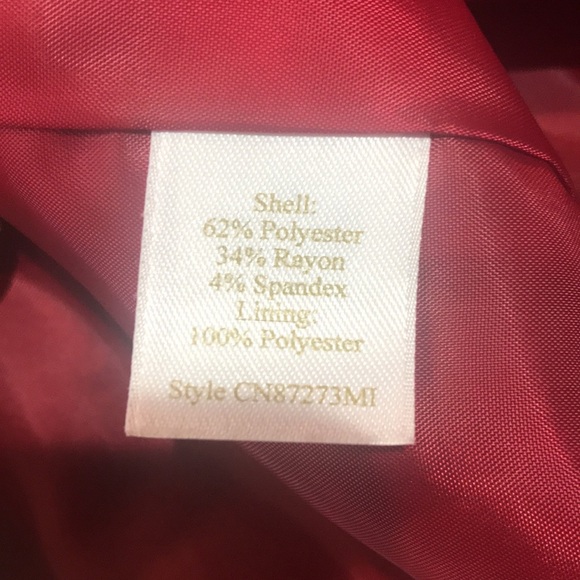 Shell:
62% Polyester
34% Rayon
4% Spandex
Lining:
100% Polyester
Style CN87273MI